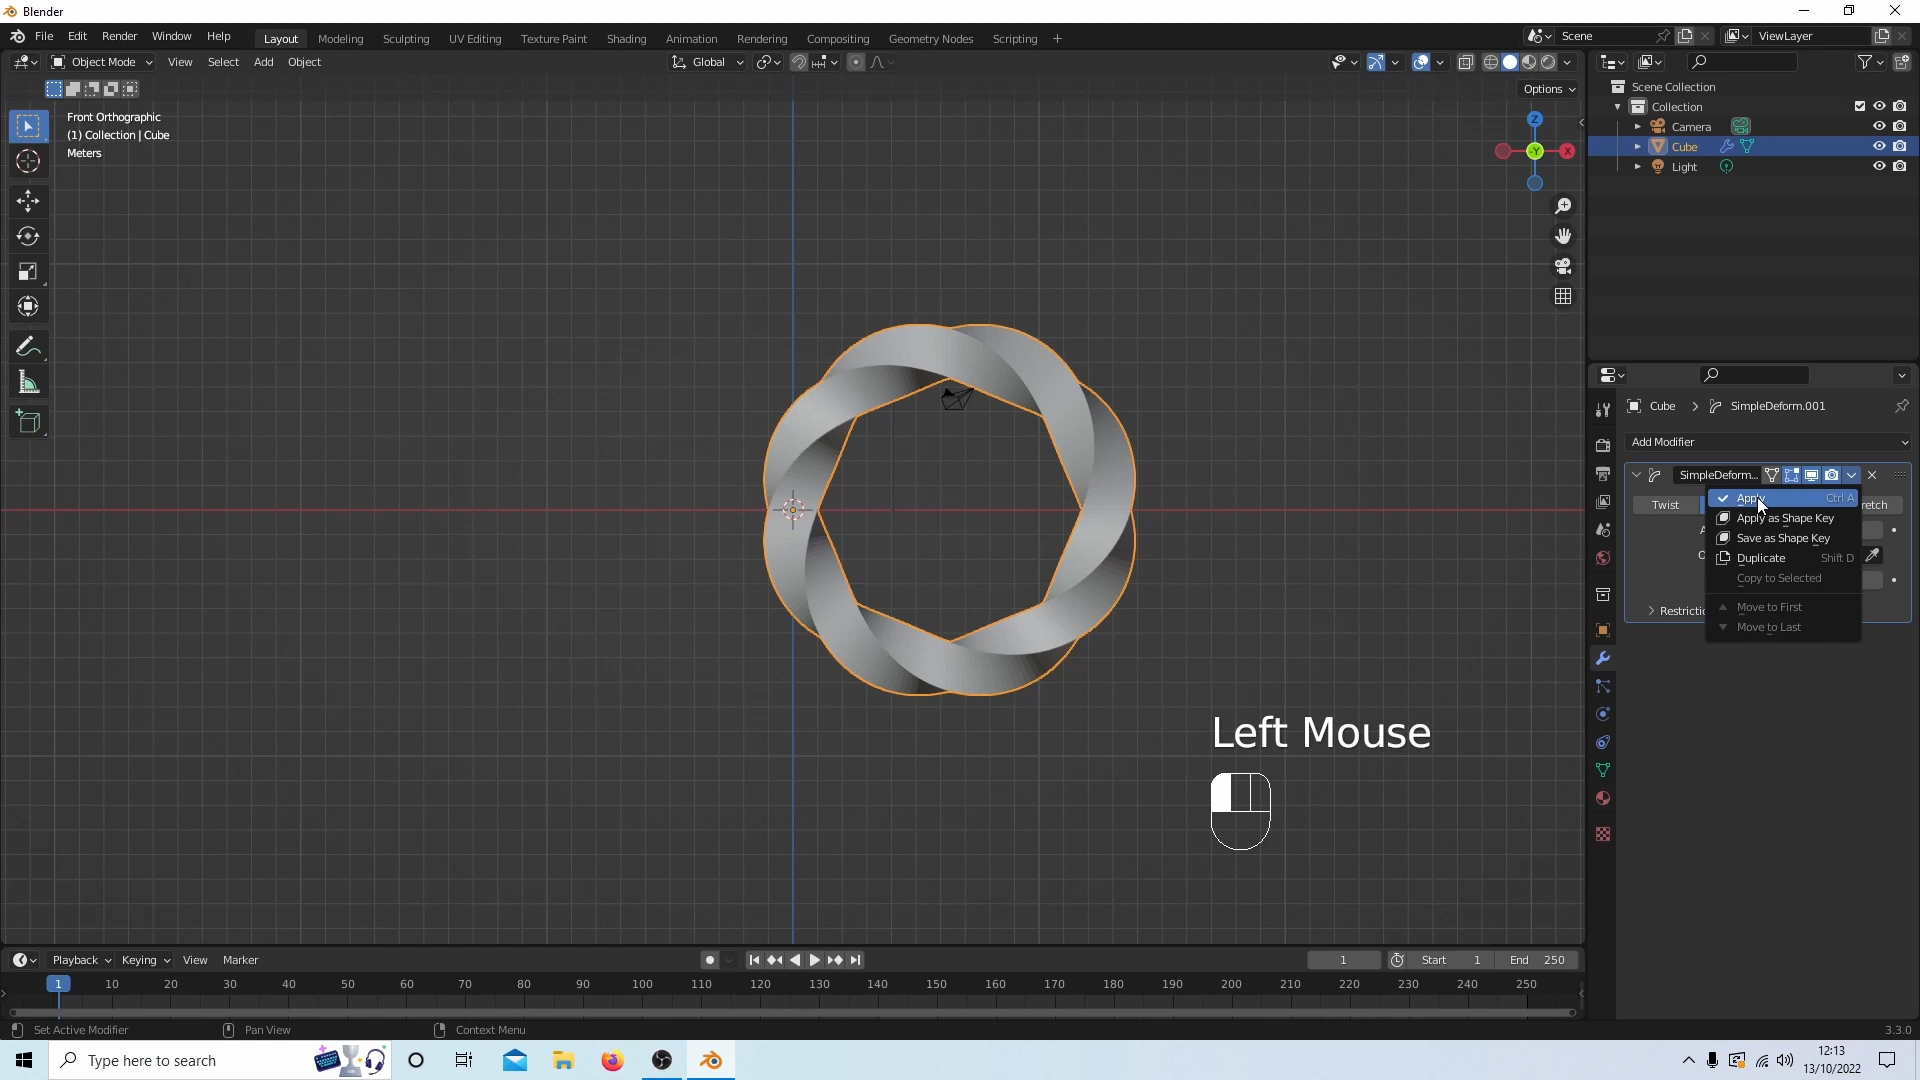 Blender
File Edit Render Window Help Layout Modeling Sculpting UV Editing Texture Paint Shading Animation Rendering Compositing Geometry Nodes Scripting + Scene ViewLayer
Object Mode View Select Add Object Global
Options
Front Orthographic
(1) Collection | Cube
Meters
Z
-Y
X
Scene Collection
Collection
Camera
Cube
Light
Cube > SimpleDeform.001
Add Modifier
SimpleDeform...
Twist
retch
Apply Ctrl A
Apply as Shape Key
Save as Shape Key
Duplicate Shift D
Copy to Selected
Move to First
Move to Last
A
O
Restrictio
Left Mouse
Playback Keying View Marker
1 Start 1 End 250
1 10 20 30 40 50 60 70 80 90 100 110 120 130 140 150 160 170 180 190 200 210 220 230 240 250
Set Active Modifier Pan View Context Menu 3.3.0
Type here to search
12:13
13/10/2022